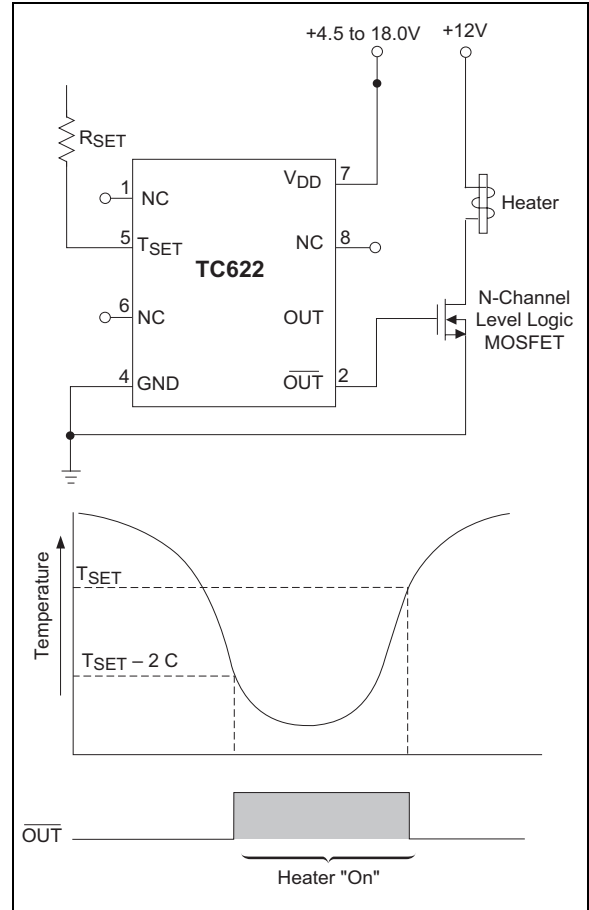 +4.5 to 18.0V
+12V
RSET
1
NC
VDD
7
5
TSET
NC
8
TC622
6
NC
OUT
4
GND
OUT
2
Heater
N-Channel
Level Logic
MOSFET
Temperature
TSET
TSET – 2 C
OUT
Heater "On"